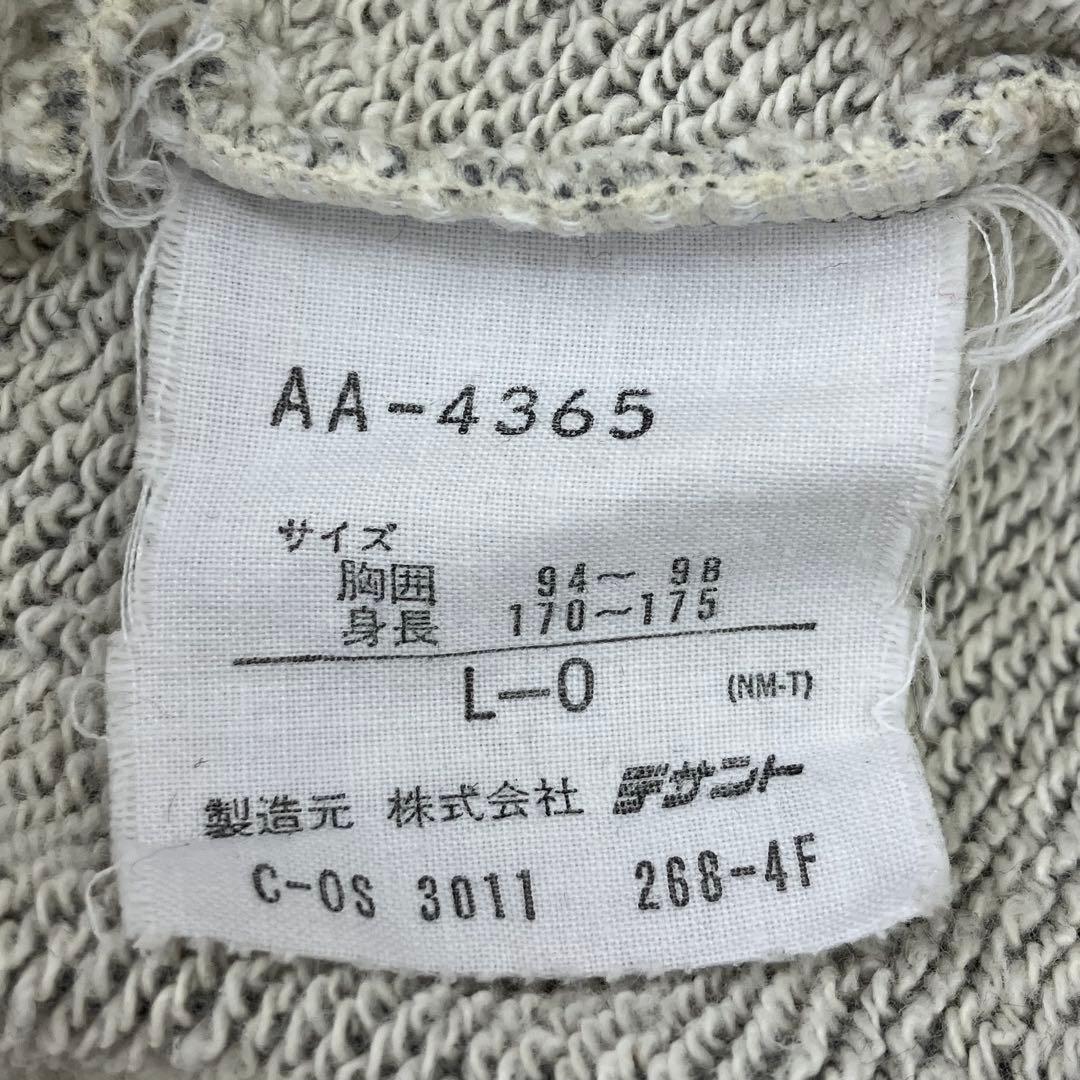 AA-4365
サイズ
胸囲 94～98
身長 170～175
L-O (NM-T)
製造元 株式会社 デサント
C-OS 3011 268-4F